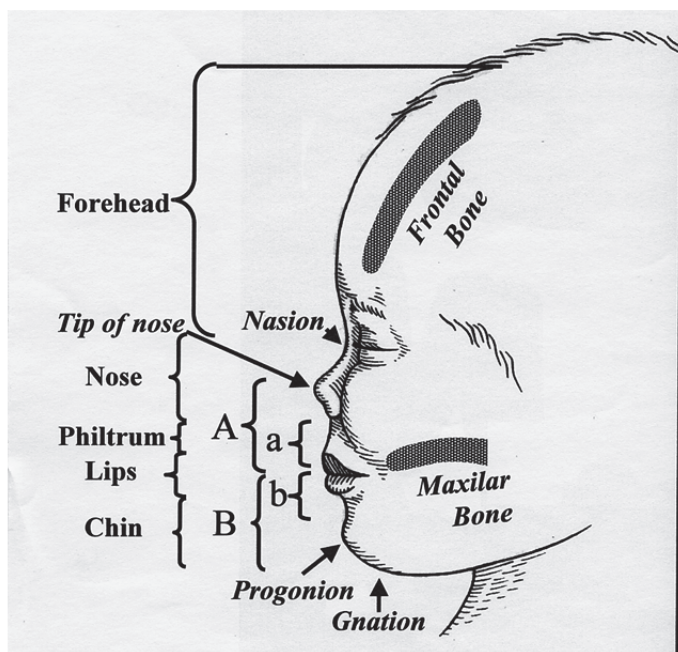 Forehead
Frontal
Bone
Tip of nose
Nasion
Nose
Philtrum
A
a
Lips
b
Maxilar
Bone
Chin
B
Progonion
Gnation